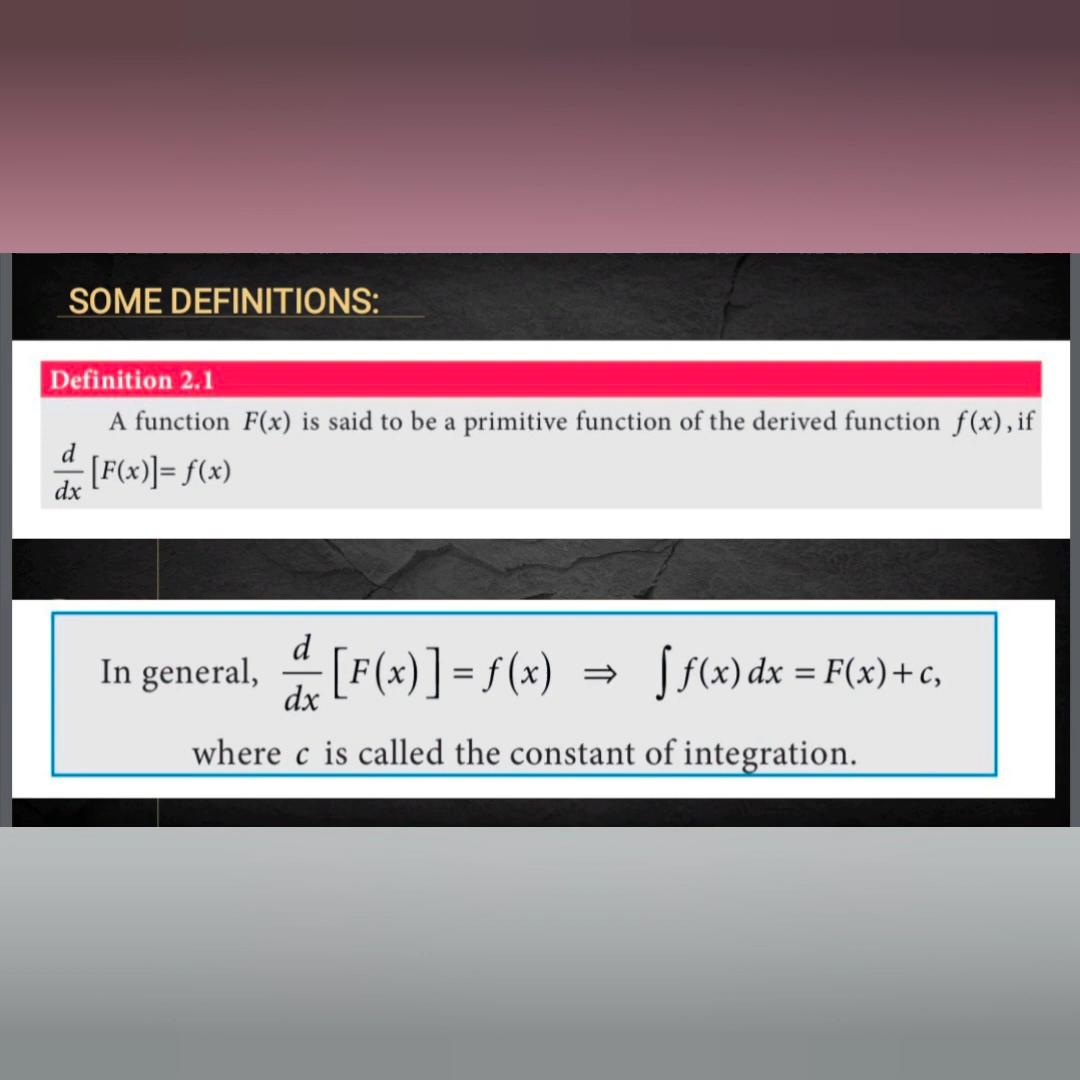 SOME DEFINITIONS:
Definition 2.1
A function F(x) is said to be a primitive function of the derived function f(x), if
d/dx [F(x)]= f(x)
In general, d/dx [F(x)] = f(x) ⇒ ∫ f(x) dx = F(x)+c,
where c is called the constant of integration.